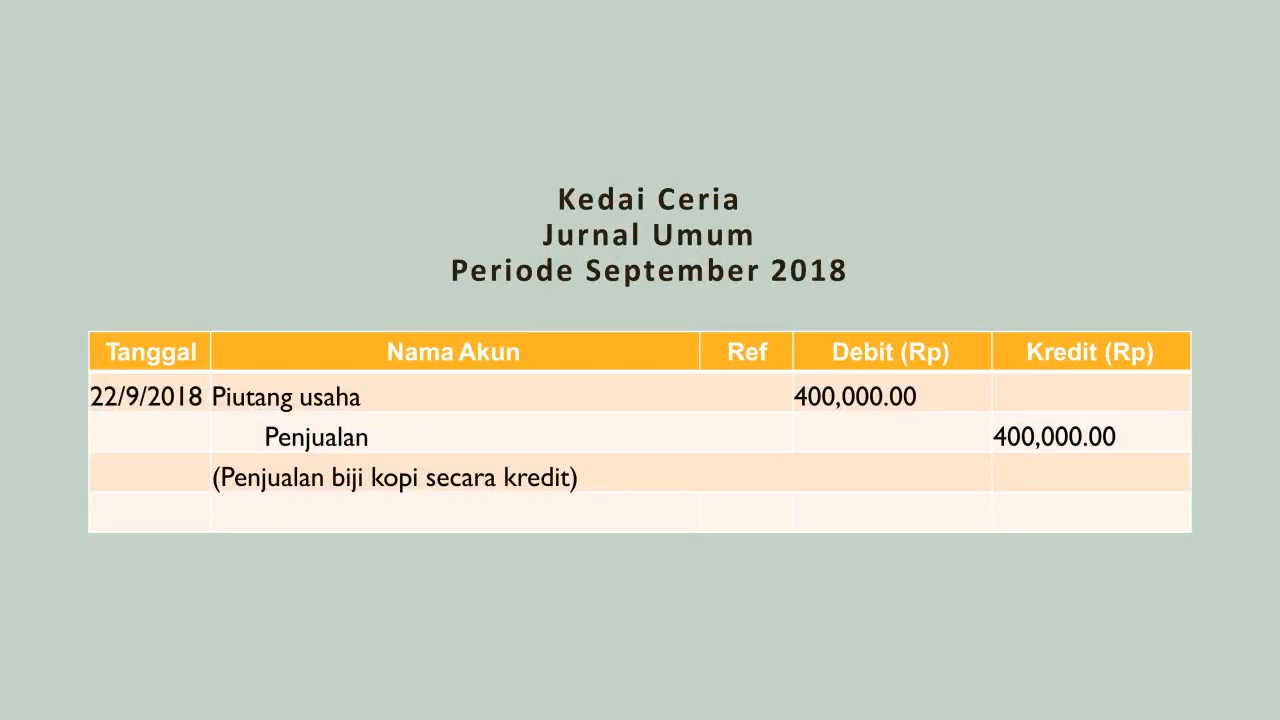 Kedai Ceria
Jurnal Umum
Periode September 2018
Tanggal Nama Akun Ref Debit (Rp) Kredit (Rp)
22/9/2018 Piutang usaha 400,000.00
Penjualan 400,000.00
(Penjualan biji kopi secara kredit)